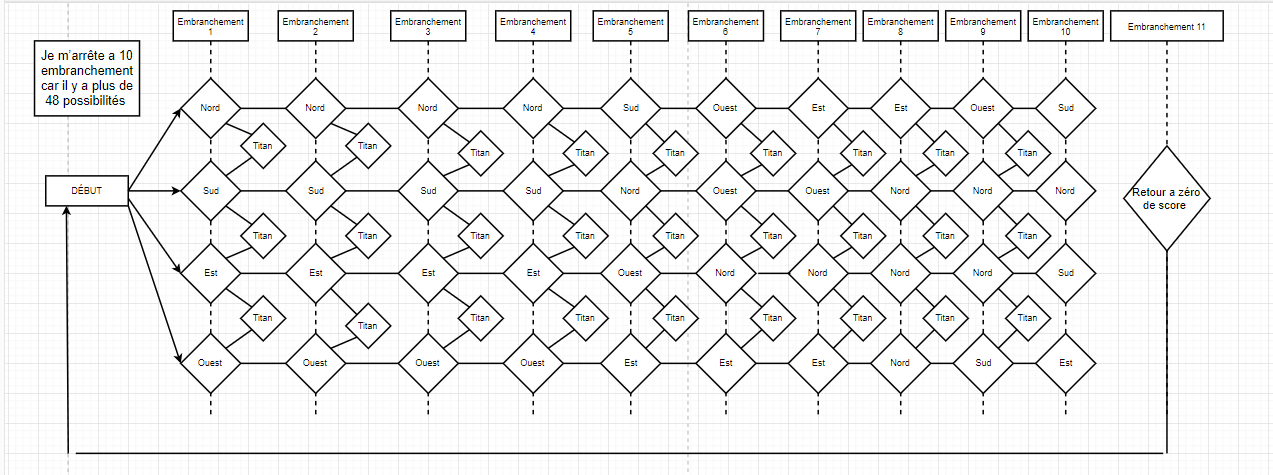 Embranchement
1
Embranchement
2
Embranchement
3
Embranchement
4
Embranchement
5
Embranchement
6
Embranchement
7
Embranchement
8
Embranchement
9
Embranchement
10
Embranchement 11
Je m'arrête a 10
embranchement
car il y a plus de
48 possibilités
Nord Nord Nord Nord Sud Ouest Est Est Ouest Sud
Titan Titan Titan Titan Titan Titan Titan Titan Titan
DÉBUT
Sud Sud Sud Sud Nord Ouest Ouest Nord Nord Nord
Retour a zéro
de score
Titan Titan Titan Titan Titan Titan Titan Titan Titan
Est Est Est Est Ouest Nord Nord Nord Nord Sud
Titan Titan Titan Titan Titan Titan Titan Titan Titan
Ouest Ouest Ouest Ouest Est Est Est Nord Sud Est